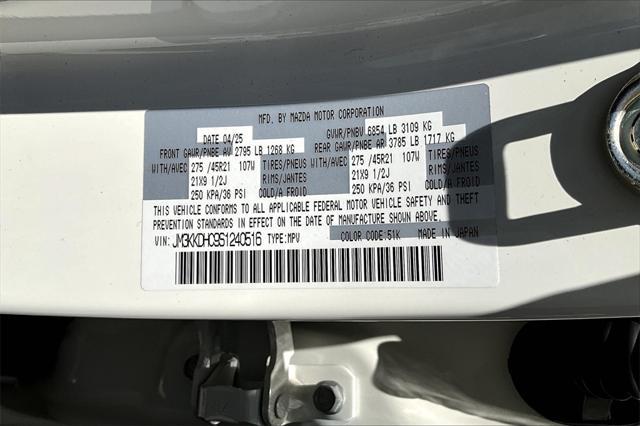 MFD. BY MAZDA MOTOR CORPORATION
DATE 04/25 GVWR/PNBV 6854 LB 3109 KG
FRONT GAWR/PNBE AV 2795 LB 1268 KG REAR GAWR/PNBE AR 3785 LB 1717 KG
WITH/AVEC 275 /45R21 107W TIRES/PNEUS WITH/AVEC 275 /45R21 107W TIRES/PNEUS
21X9 1/2J RIMS/JANTES 21X9 1/2J RIMS/JANTES
250 KPA/36 PSI COLD/A FROID 250 KPA/36 PSI COLD/A FROID
THIS VEHICLE CONFORMS TO ALL APPLICABLE FEDERAL MOTOR VEHICLE SAFETY AND THEFT
PREVENTION STANDARDS IN EFFECT ON THE DATE OF MANUFACTURE SHOWN ABOVE.
VIN: JM3KKDHC9S1240516 TYPE:MPV COLOR CODE:51K MADE IN JAPAN